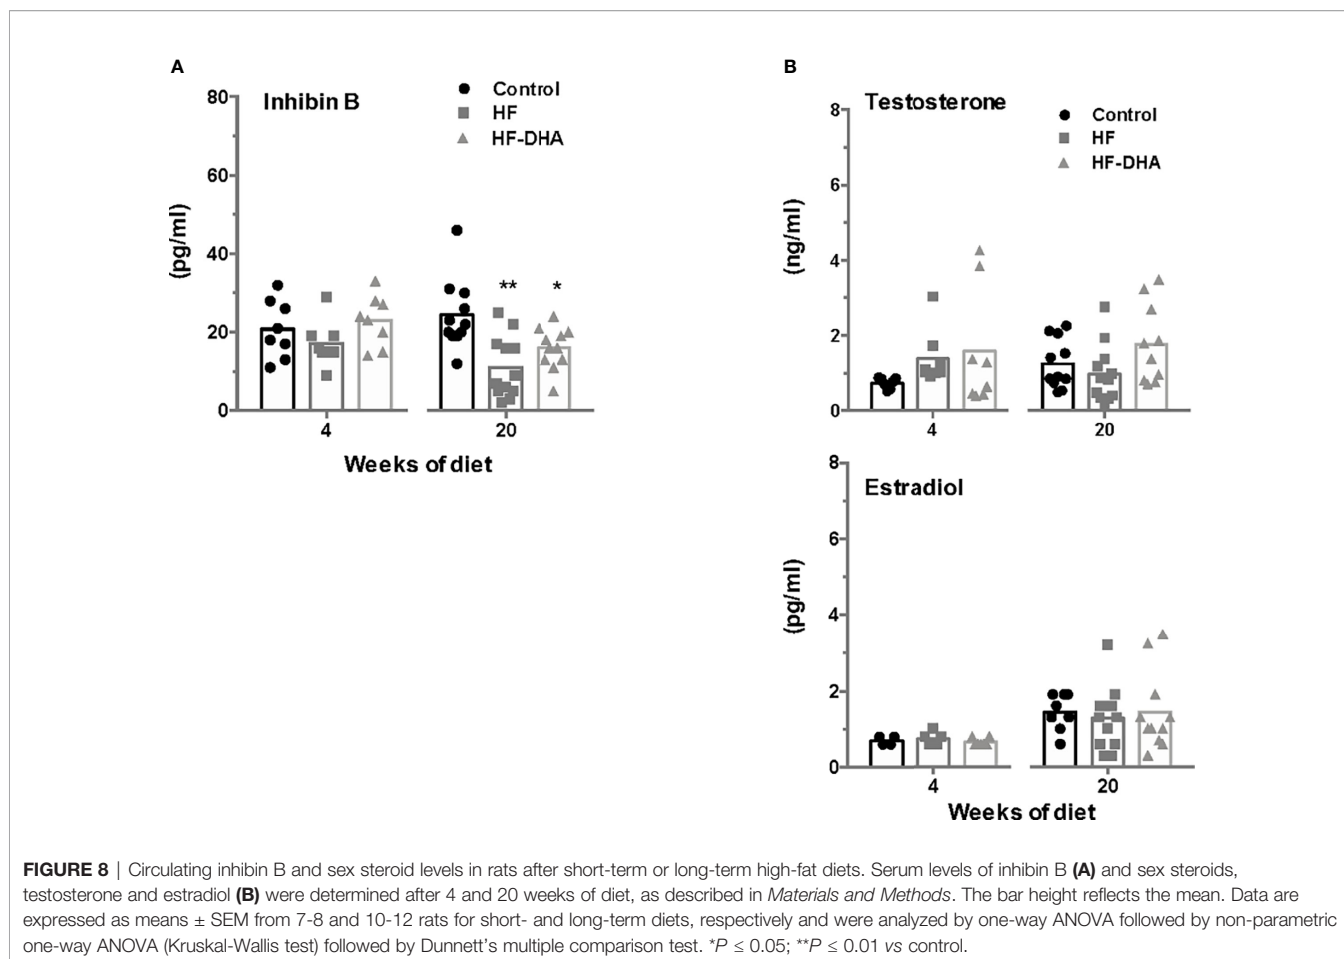 A
Inhibin B
Control
HF
HF-DHA
80
60
40
20
0
(pg/ml)
**
*
4
20
Weeks of diet
B
Testosterone
Control
HF
HF-DHA
8
6
4
2
0
(ng/ml)
4
20
Estradiol
8
6
4
2
0
(pg/ml)
4
20
Weeks of diet
FIGURE 8 | Circulating inhibin B and sex steroid levels in rats after short-term or long-term high-fat diets. Serum levels of inhibin B (A) and sex steroids,
testosterone and estradiol (B) were determined after 4 and 20 weeks of diet, as described in Materials and Methods. The bar height reflects the mean. Data are
expressed as means ± SEM from 7-8 and 10-12 rats for short- and long-term diets, respectively and were analyzed by one-way ANOVA followed by non-parametric
one-way ANOVA (Kruskal-Wallis test) followed by Dunnett's multiple comparison test. *P ≤ 0.05; **P ≤ 0.01 vs control.